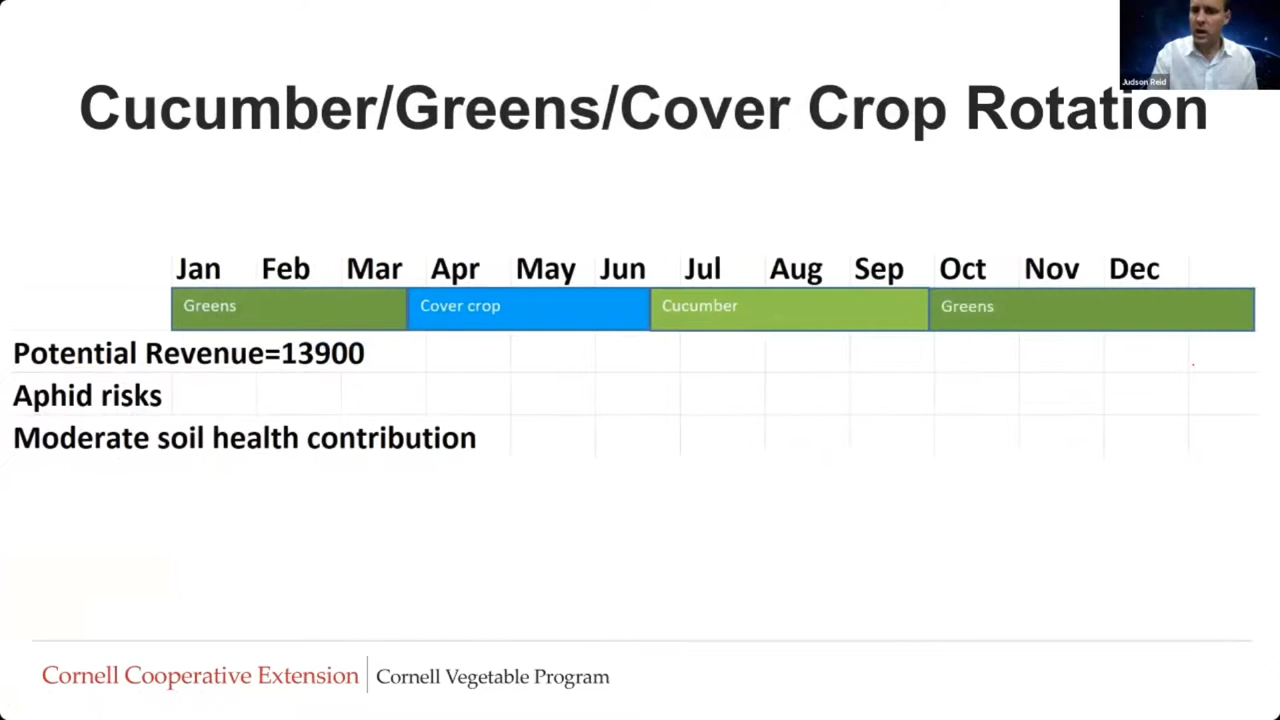 Judson Reid
Cucumber/Greens/Cover Crop Rotation
Jan Feb Mar Apr May Jun Jul Aug Sep Oct Nov Dec
Greens Cover crop Cucumber Greens
Potential Revenue=13900
Aphid risks
Moderate soil health contribution
Cornell Cooperative Extension Cornell Vegetable Program